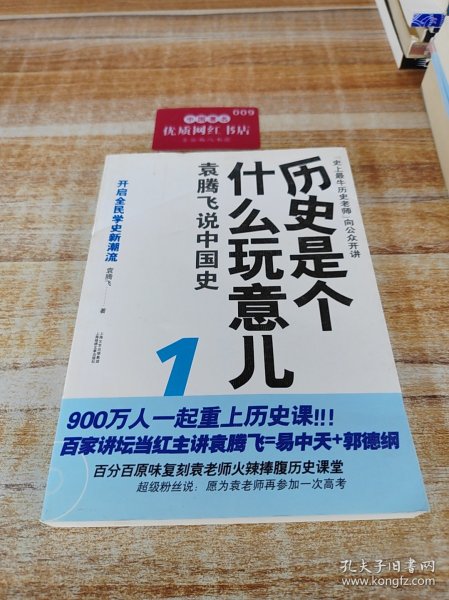 009
中国著名
优质网红书店
“史上最牛历史老师”向公众开讲
历史是个
什么玩意儿
1
袁腾飞说中国史
开启全民学史新潮流
袁腾飞
著
900万人一起重上历史课!!!
百家讲坛当红主讲袁腾飞=易中天+郭德纲
百分百原味复刻袁老师火辣捧腹历史课堂
超级粉丝说：愿为袁老师再参加一次高考
孔夫子旧书网
www.kongfz.com